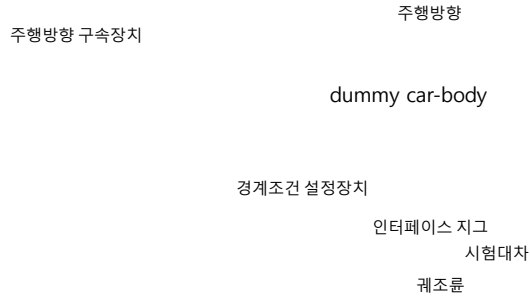 주행방향
주행방향 구속장치
dummy car-body
경계조건 설정장치
인터페이스 지그
시험대차
궤조륜